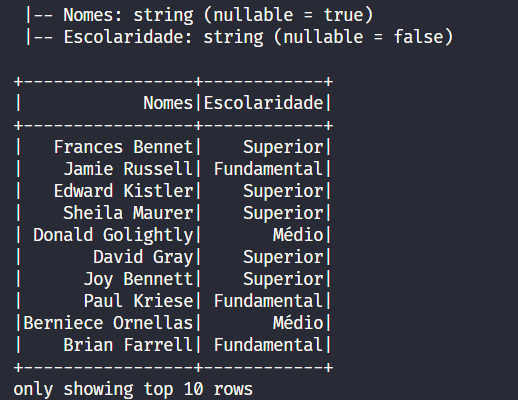 |-- Nomes: string (nullable = true)
|-- Escolaridade: string (nullable = false)
+-----------------+------------+
|            Nomes|Escolaridade|
+-----------------+------------+
|   Frances Bennet|    Superior|
|    Jamie Russell| Fundamental|
|   Edward Kistler|    Superior|
|    Sheila Maurer|    Superior|
| Donald Golightly|       Médio|
|       David Gray|    Superior|
|      Joy Bennett|    Superior|
|      Paul Kriese| Fundamental|
|Berniece Ornellas|       Médio|
|    Brian Farrell| Fundamental|
+-----------------+------------+
only showing top 10 rows